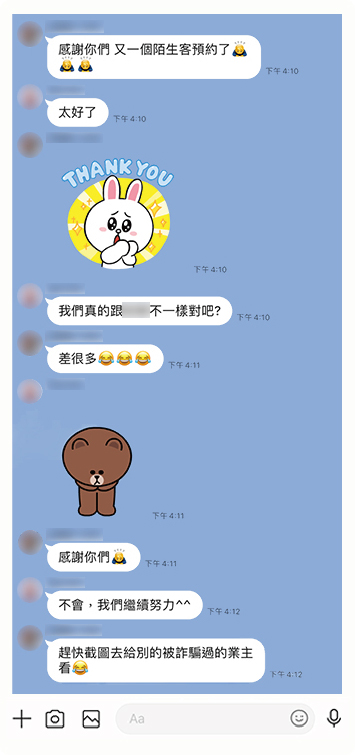 感謝你們 又一個陌生客預約了🙇
🙇🙇
下午4:10
太好了
下午4:10
THANK YOU
下午4:10
我們真的跟 不一樣對吧?
下午4:10
差很多😂😂😂
下午4:11
下午4:11
感謝你們🙇
下午4:11
不會，我們繼續努力^^
下午4:12
趕快截圖去給別的被詐騙過的業主
看😂
下午4:12
Aa